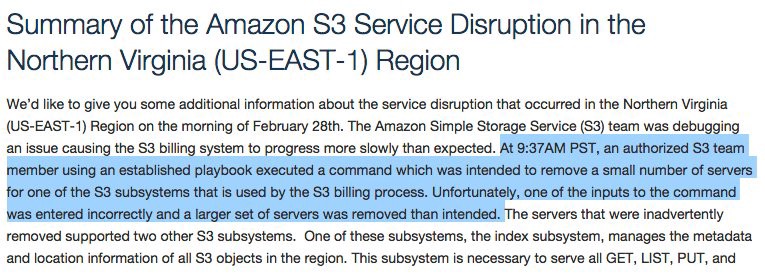 Summary of the Amazon S3 Service Disruption in the
Northern Virginia (US-EAST-1) Region
We’d like to give you some additional information about the service disruption that occurred in the Northern Virginia
(US-EAST-1) Region on the morning of February 28th. The Amazon Simple Storage Service (S3) team was debugging
an issue causing the S3 billing system to progress more slowly than expected. At 9:37AM PST, an authorized S3 team
member using an established playbook executed a command which was intended to remove a small number of servers
for one of the S3 subsystems that is used by the S3 billing process. Unfortunately, one of the inputs to the command
was entered incorrectly and a larger set of servers was removed than intended. The servers that were inadvertently
removed supported two other S3 subsystems. One of these subsystems, the index subsystem, manages the metadata
and location information of all S3 objects in the region. This subsystem is necessary to serve all GET, LIST, PUT, and